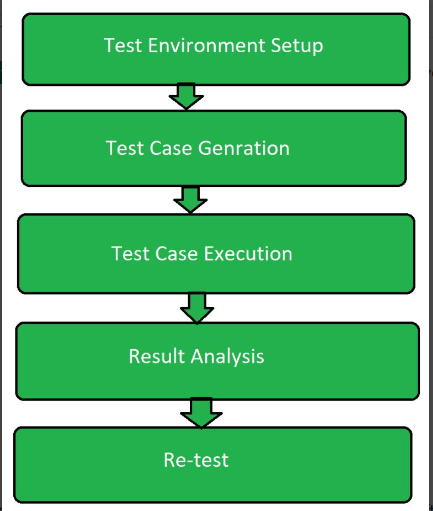 Test Environment Setup
Test Case Genration
Test Case Execution
Result Analysis
Re-test